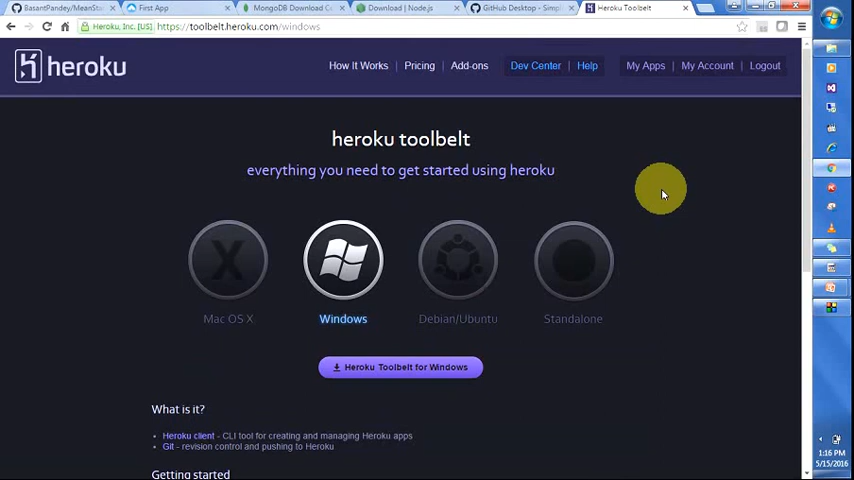 BasantPandey/MeanStac
First App
MongoDB Download Ce
Download | Node.js
GitHub Desktop - Simpl
Heroku Toolbelt
Heroku, Inc. [US]
https://toolbelt.heroku.com/windows
heroku
How It Works | Pricing | Add-ons
Dev Center | Help
My Apps | My Account | Logout
heroku toolbelt
everything you need to get started using heroku
X
Mac OS X
Windows
Debian/Ubuntu
Standalone
Heroku Toolbelt for Windows
What is it?
Heroku client - CLI tool for creating and managing Heroku apps
Git - revision control and pushing to Heroku
Getting started
1:16 PM
5/15/2016